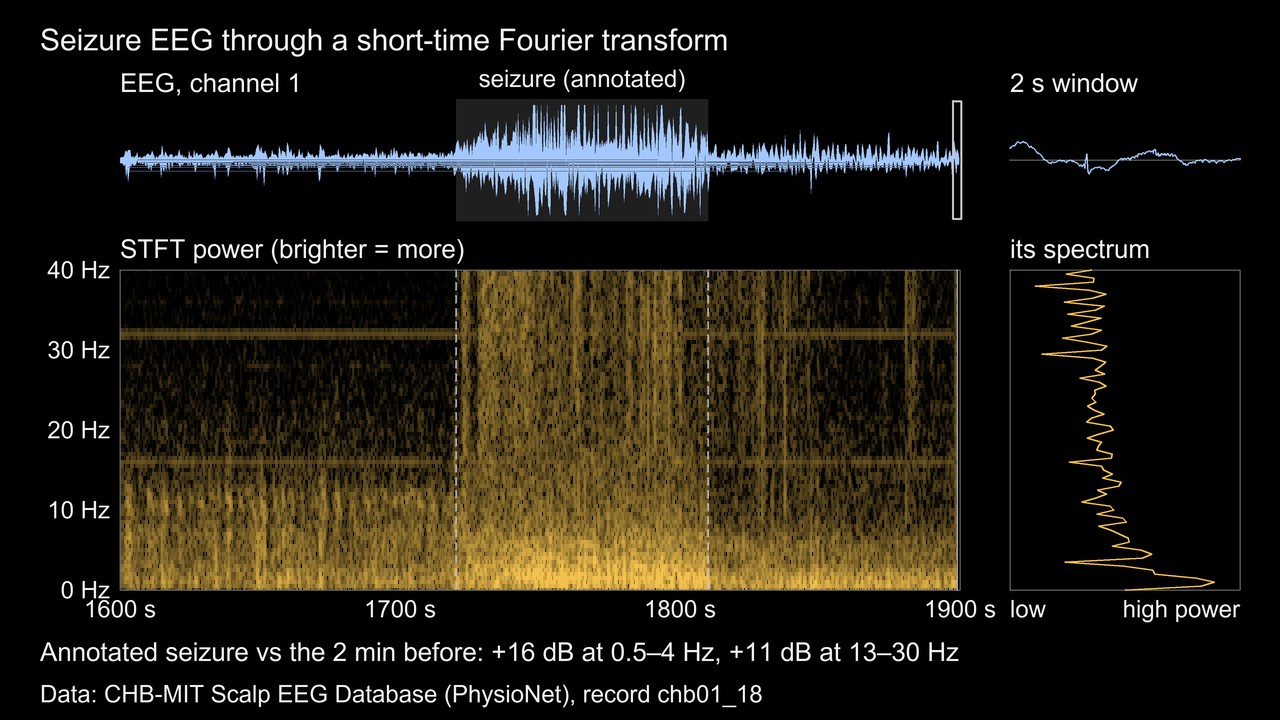 Seizure EEG through a short-time Fourier transform
EEG, channel 1
seizure (annotated)
2 s window
STFT power (brighter = more)
its spectrum
40 Hz
30 Hz
20 Hz
10 Hz
0 Hz
1600 s
1700 s
1800 s
1900 s
low
high power
Annotated seizure vs the 2 min before: +16 dB at 0.5–4 Hz, +11 dB at 13–30 Hz
Data: CHB-MIT Scalp EEG Database (PhysioNet), record chb01_18